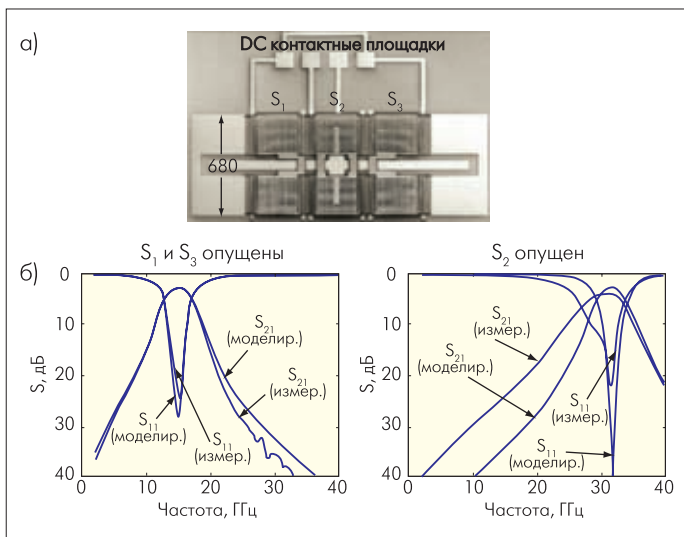 а)
DC контактные площадки
S₁ S₂ S₃
680
б)
S₁ и S₃ опущены
S, дБ
0
10
20
30
40
S₂₁
(моделир.)
S₂₁
(измер.)
S₁₁
(моделир.)
S₁₁
(измер.)
0 10 20 30 40
Частота, ГГц
S₂ опущен
S, дБ
0
10
20
30
40
S₂₁
(измер.)
S₂₁
(моделир.)
S₁₁
(измер.)
S₁₁
(моделир.)
0 10 20 30 40
Частота, ГГц